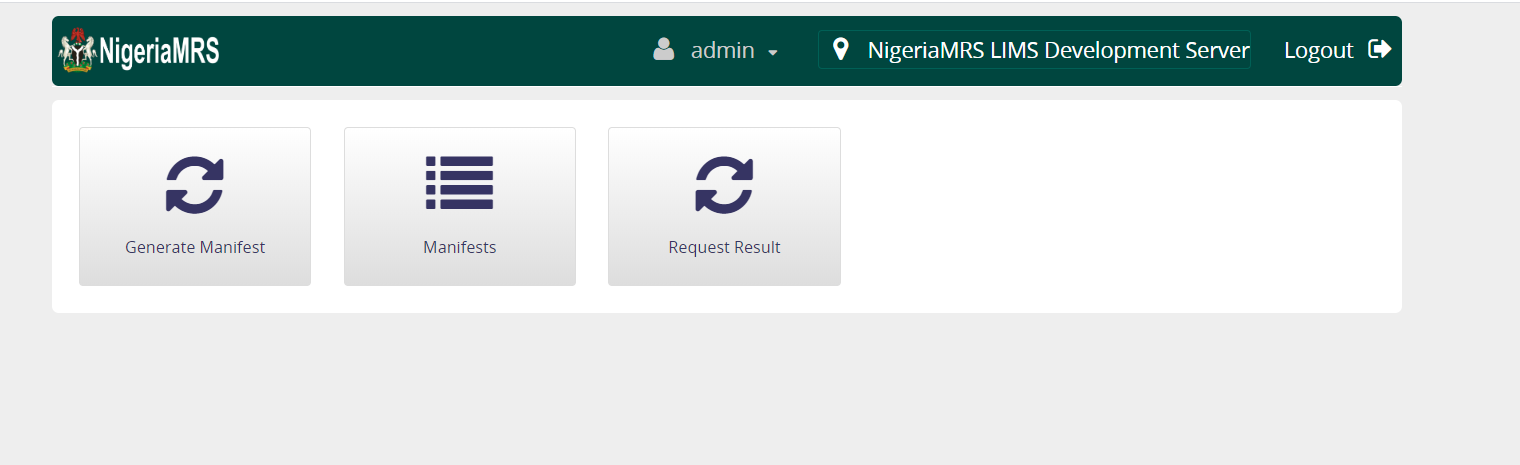 NigeriaMRS
admin
NigeriaMRS LIMS Development Server
Logout
Generate Manifest
Manifests
Request Result